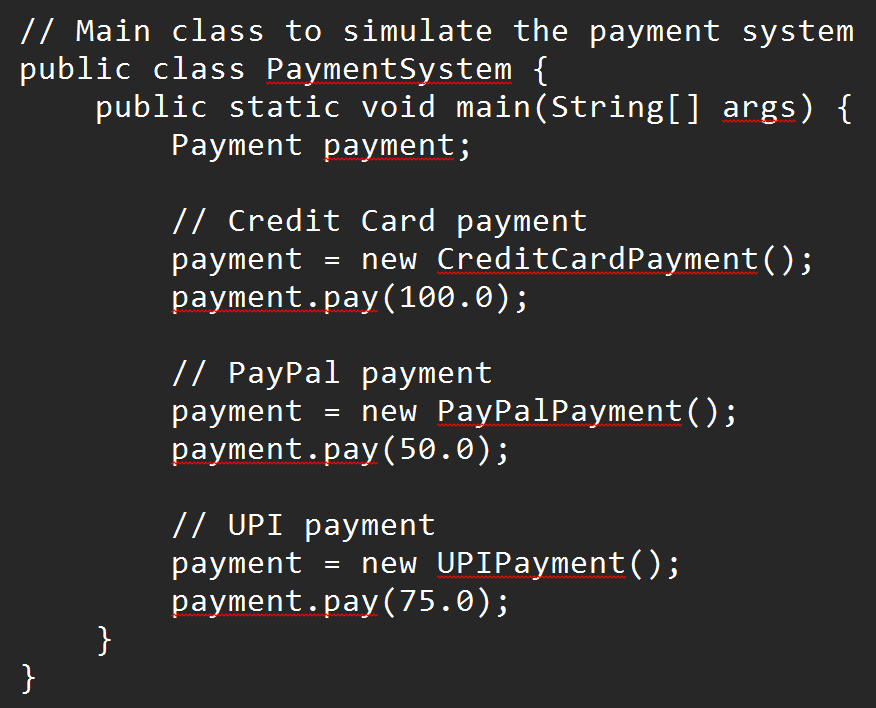 // Main class to simulate the payment system
public class PaymentSystem {
    public static void main(String[] args) {
        Payment payment;

        // Credit Card payment
        payment = new CreditCardPayment();
        payment.pay(100.0);

        // PayPal payment
        payment = new PayPalPayment();
        payment.pay(50.0);

        // UPI payment
        payment = new UPIPayment();
        payment.pay(75.0);
    }
}